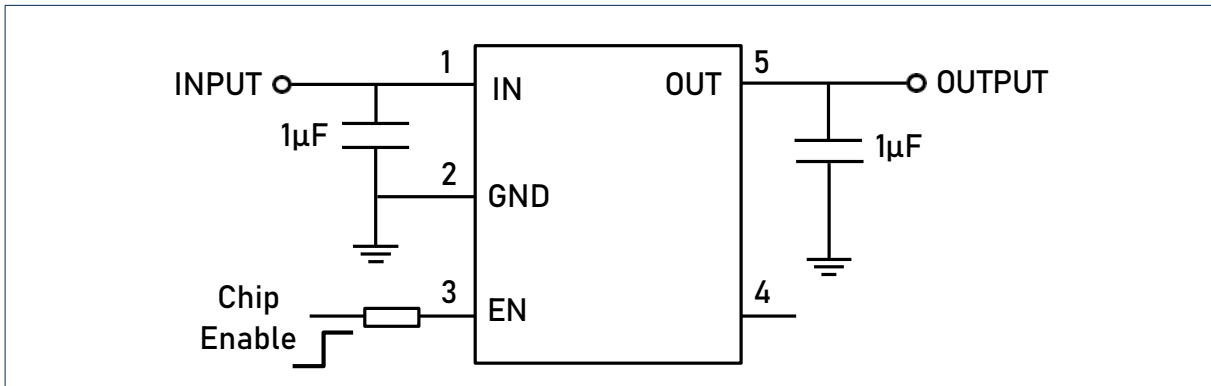 1
5
INPUT
IN
OUT
OUTPUT
1µF
1µF
2
GND
Chip
Enable
3
EN
4